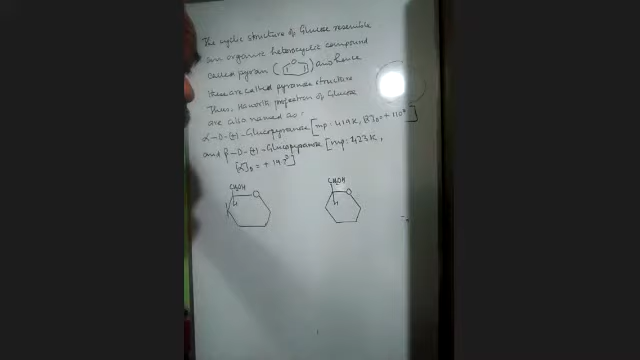 The cyclic structure of Glucose resemble
an organic heterocyclic compound
called pyran ( O ) and hence
these are called pyranose structure
Thus, Haworth projection of Glucose
are also named as:
α-D-(+)-Glucopyranose [mp: 419K, [α]D = +110°]
and β-D-(+)-Glucopyranose [mp: 423K,
[α]D = + 19.7°]
CH2OH
O
H
CH2OH
O
H